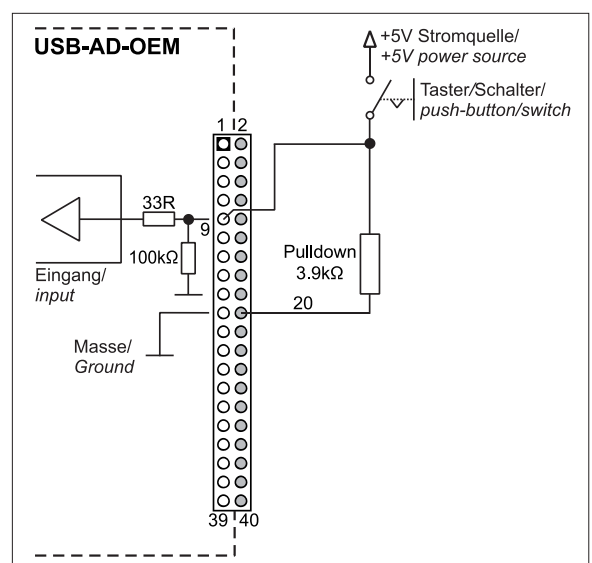 USB-AD-OEM
+5V Stromquelle/
+5V power source
Taster/Schalter/
push-button/switch
1 2
33R
9
100kΩ
Eingang/
input
Pulldown
3.9kΩ
20
Masse/
Ground
39 40